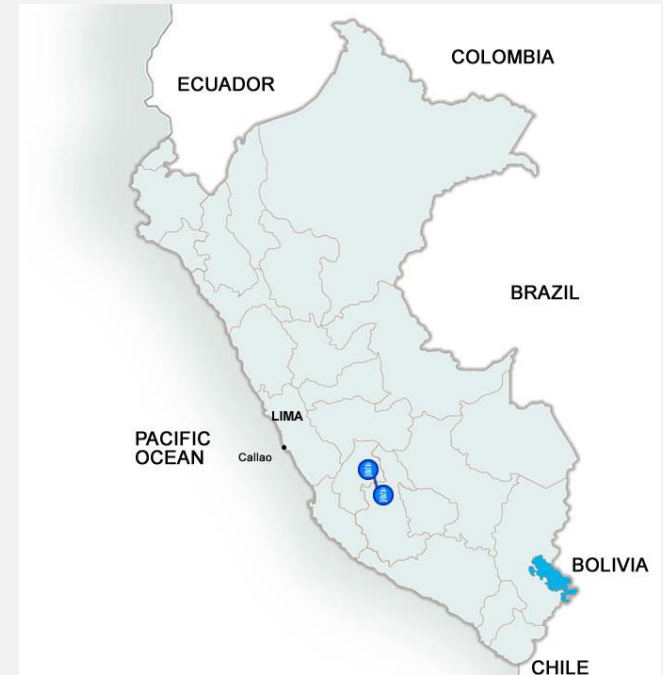 COLOMBIA
ECUADOR
BRAZIL
LIMA
PACIFIC
OCEAN
Callao
BOLIVIA
CHILE